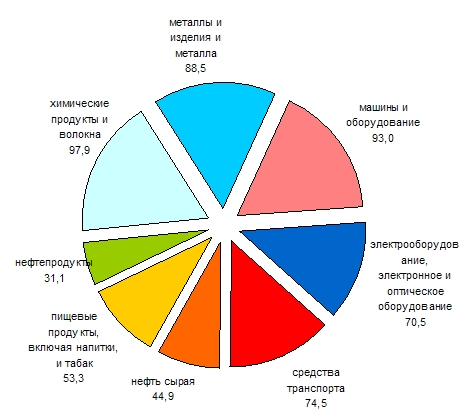 металлы и
изделия и
металла
88,5
машины и
оборудование
93,0
электрооборудов
ание,
электронное и
оптическое
оборудование
70,5
средства
транспорта
74,5
нефть сырая
44,9
пищевые
продукты,
включая напитки,
и табак
53,3
нефтепродукты
31,1
химические
продукты и
волокна
97,9